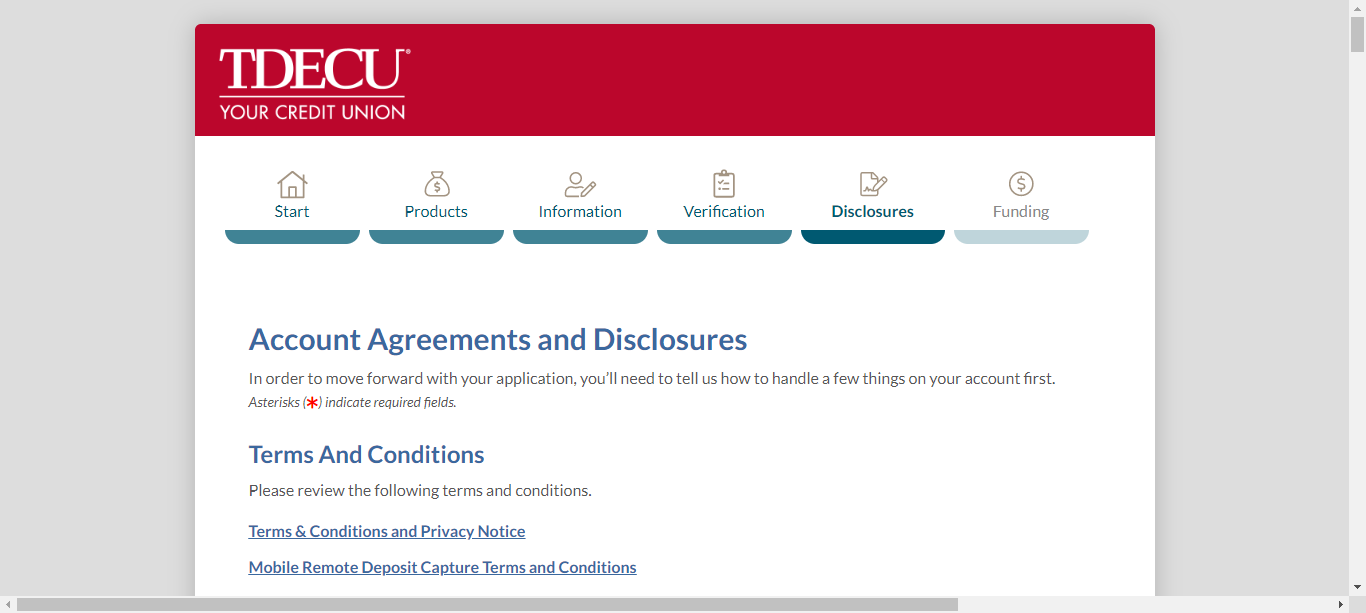 TDECU®
YOUR CREDIT UNION
Start
Products
Information
Verification
Disclosures
Funding
Account Agreements and Disclosures
In order to move forward with your application, you'll need to tell us how to handle a few things on your account first.
Asterisks (*) indicate required fields.
Terms And Conditions
Please review the following terms and conditions.
Terms & Conditions and Privacy Notice
Mobile Remote Deposit Capture Terms and Conditions